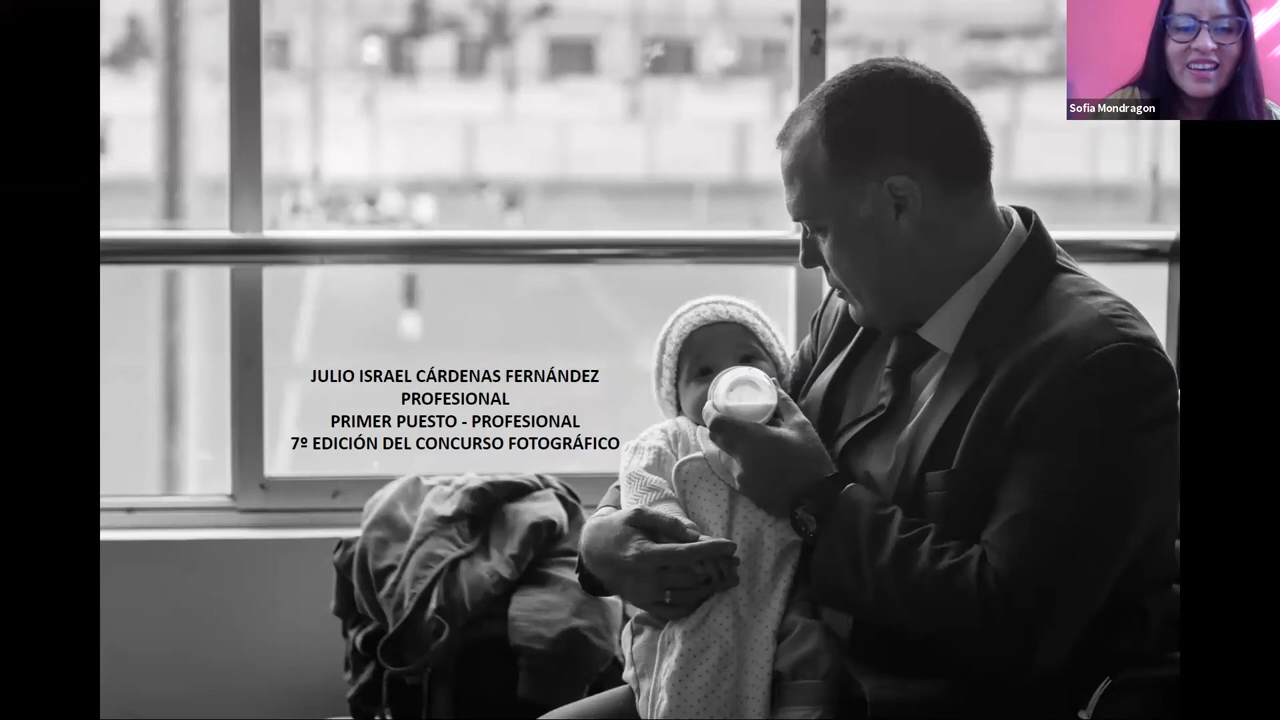 Sofia Mondragon
JULIO ISRAEL CÁRDENAS FERNÁNDEZ
PROFESIONAL
PRIMER PUESTO - PROFESIONAL
7º EDICIÓN DEL CONCURSO FOTOGRÁFICO